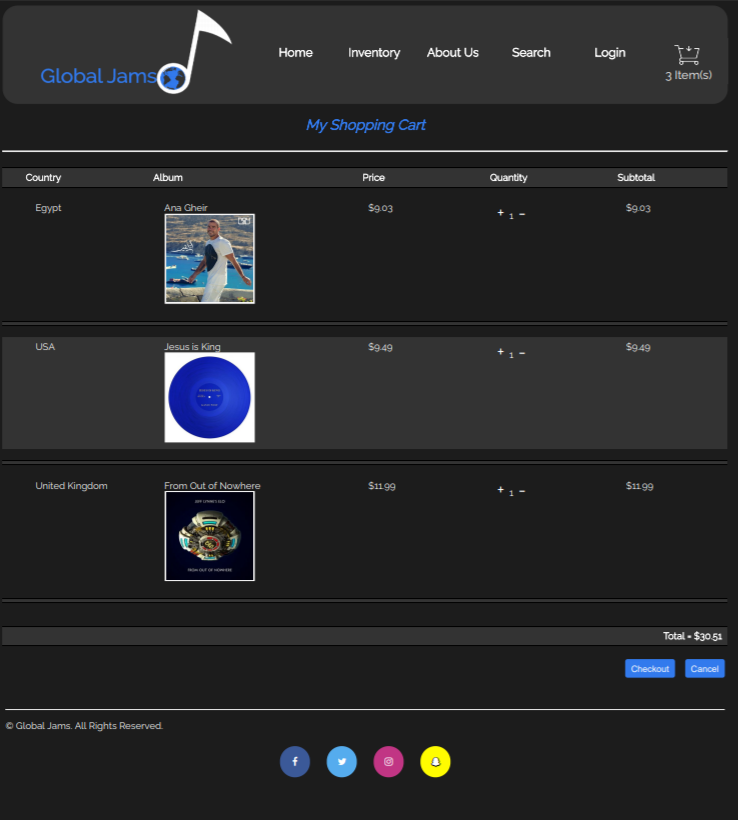 Global Jams
Home Inventory About Us Search Login
3 Item(s)
My Shopping Cart
Country Album Price Quantity Subtotal
Egypt Ana Gheir $9.03 + 1 - $9.03
USA Jesus is King $9.49 + 1 - $9.49
United Kingdom From Out of Nowhere $11.99 + 1 - $11.99
JEFF LYNNE'S ELO
FROM OUT OF NOWHERE
Total = $30.51
Checkout Cancel
© Global Jams. All Rights Reserved.